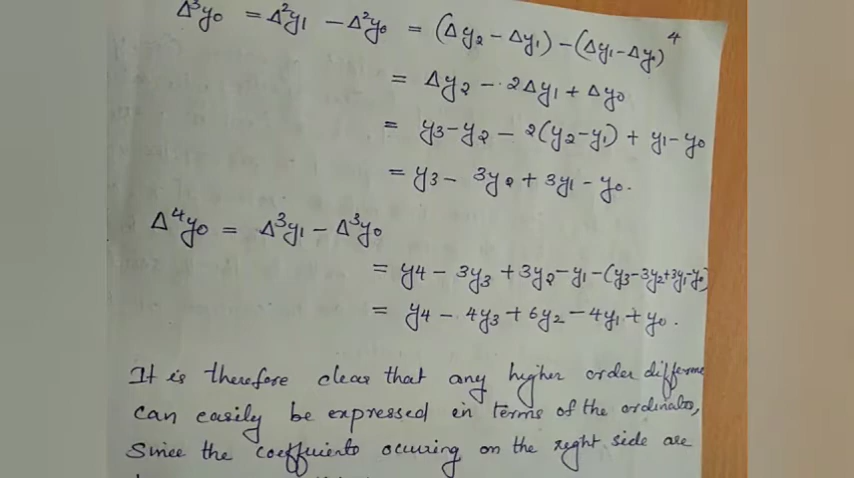 Δ³y₀ = Δ²y₁ − Δ²y₀ = (Δy₂ − Δy₁) − (Δy₁ − Δy₀)
4
= Δy₂ − 2Δy₁ + Δy₀
= y₃ − y₂ − 2(y₂ − y₁) + y₁ − y₀
= y₃ − 3y₂ + 3y₁ − y₀.
Δ⁴y₀ = Δ³y₁ − Δ³y₀
= y₄ − 3y₃ + 3y₂ − y₁ − (y₃ − 3y₂ + 3y₁ − y₀)
= y₄ − 4y₃ + 6y₂ − 4y₁ + y₀.
It is therefore clear that any higher order
can easily be expressed in terms of the ordinates,
Since the coefficients occuring on the right side are